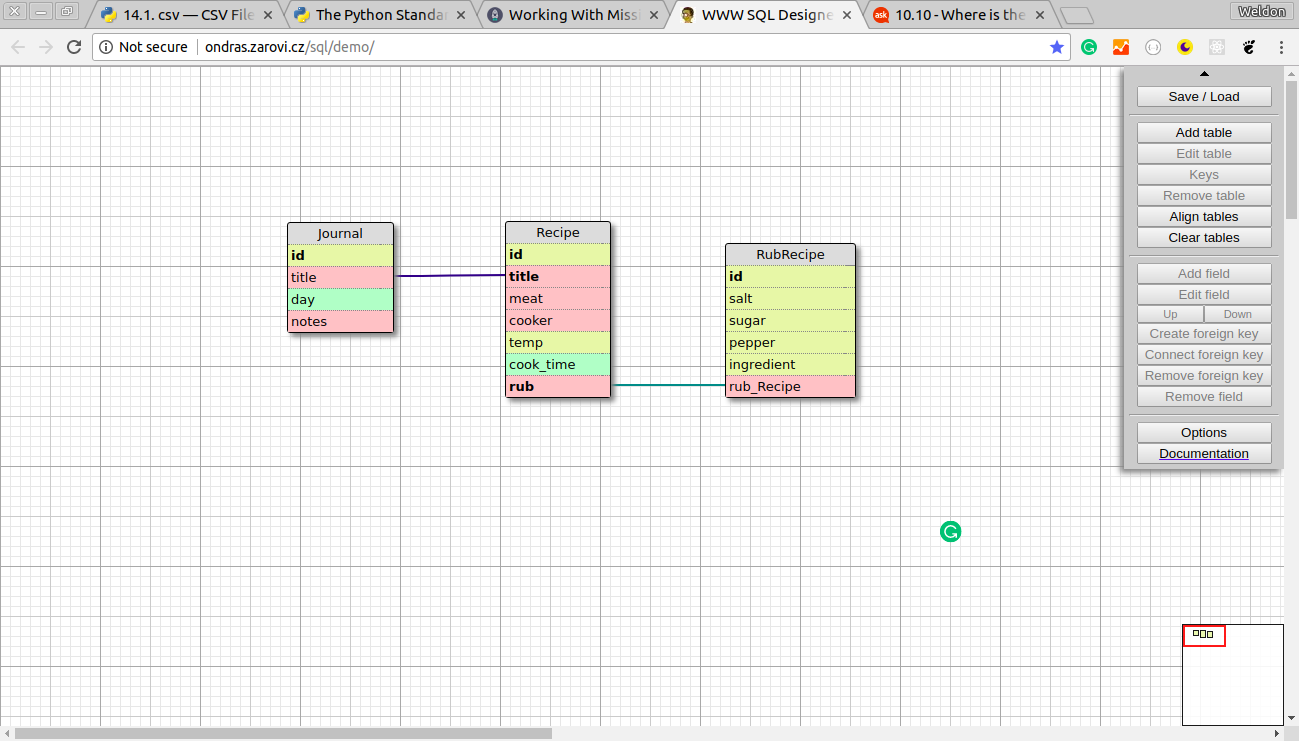 14.1. csv — CSV File
The Python Standa
Working With Missi
WWW SQL Designe
ask 10.10 - Where is the
Weldon
Not secure ondras.zarovi.cz/sql/demo/
Save / Load
Add table
Edit table
Keys
Remove table
Align tables
Clear tables
Add field
Edit field
Up Down
Create foreign key
Connect foreign key
Remove foreign key
Remove field
Options
Documentation
Journal
id
title
day
notes
Recipe
id
title
meat
cooker
temp
cook_time
rub
RubRecipe
id
salt
sugar
pepper
ingredient
rub_Recipe